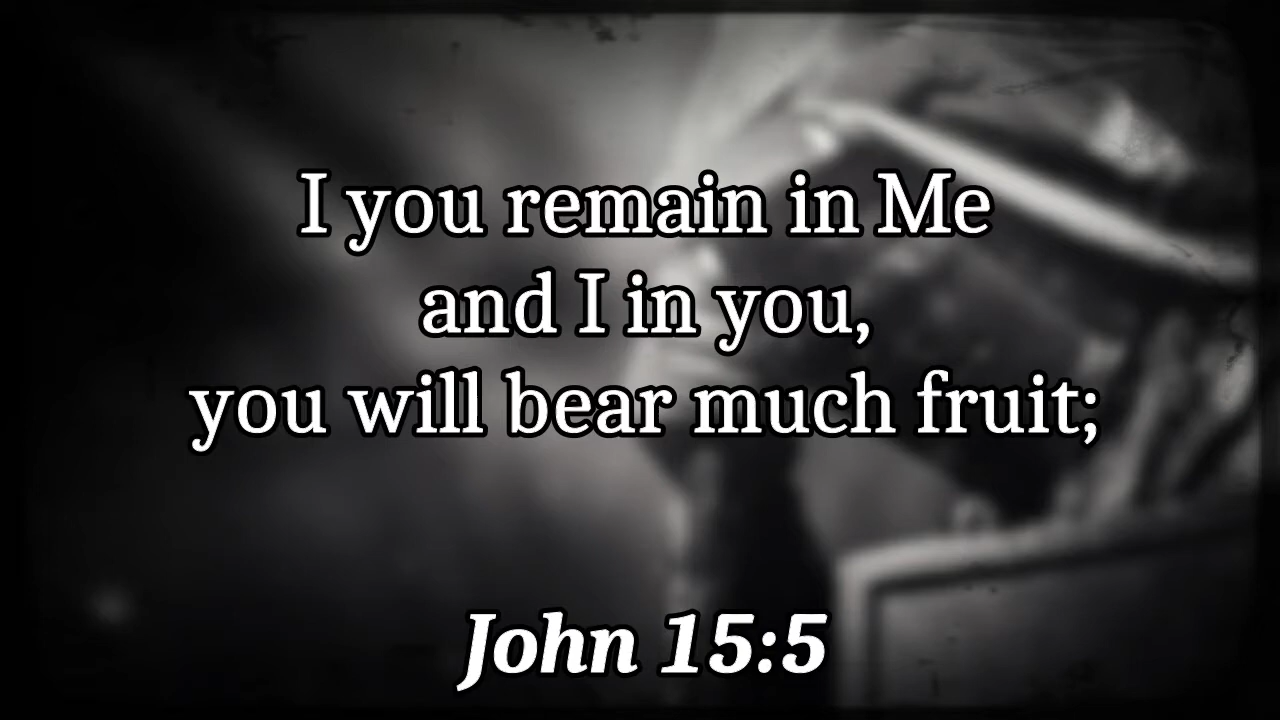 I you remain in Me
and I in you,
you will bear much fruit;
John 15:5